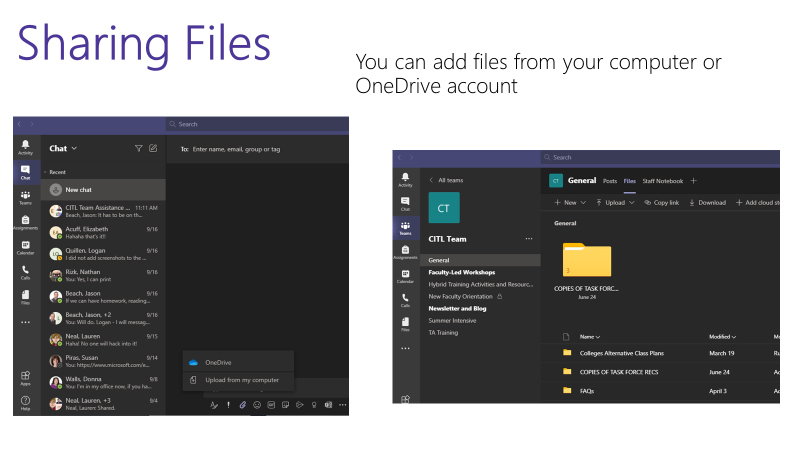 Sharing Files
You can add files from your computer or
OneDrive account
Search
Activity
Chat
Teams
Assignments
Calendar
Calls
Files
Apps
Help
Chat
Recent
New chat
CITL Team Assistance ... 11:11 AM
Beach, Jason: It has to be on th...
Acuff, Elizabeth 9/16
Hahaha that's it!!
Quillen, Logan 9/16
I did not add screenshots to the ...
Rizk, Nathan 9/16
You: Yes, I can print
Beach, Jason 9/16
If we can have homework, reading...
Beach, Jason, +2 9/16
You: Will do. Logan - I will messag...
Neal, Lauren 9/15
Haha! No one will hack into it!
Piras, Susan 9/14
You: https://www.microsoft.com/e...
Walls, Donna 9/8
You: I'm in my office now, if you ha...
Neal, Lauren, +3 9/4
Neal, Lauren: Shared.
To: Enter name, email, group or tag
OneDrive
Upload from my computer
Search
Activity
Chat
Teams
Assignments
Calendar
Calls
Files
All teams
CT
CITL Team
General
Faculty-Led Workshops
Hybrid Training Activities and Resourc...
New Faculty Orientation
Newsletter and Blog
Summer Intensive
TA Training
CT General Posts Files Staff Notebook +
+ New Upload Copy link Download + Add cloud st
General
3
COPIES OF TASK FORC...
June 24
Name Modified
Colleges Alternative Class Plans March 19
COPIES OF TASK FORCE RECS June 24
FAQs April 3